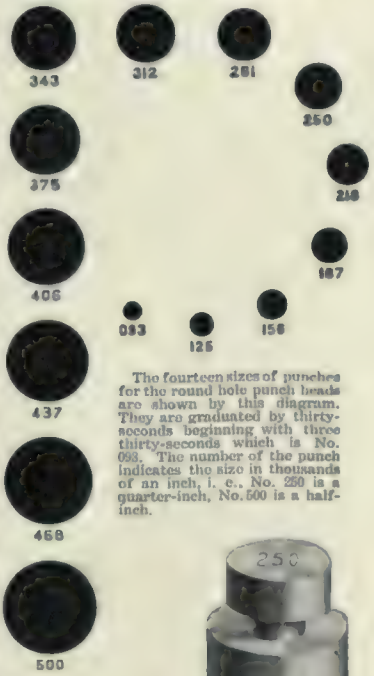 343 312 281
250
375
218
406
187
093 125 156
437
The fourteen sizes of punches
for the round hole punch heads
are shown by this diagram.
They are graduated by thirty-
seconds beginning with three
thirty-seconds which is No.
093. The number of the punch
indicates the size in thousands
of an inch, i. e., No. 250 is a
quarter-inch, No. 500 is a half-
inch.
468
250
500